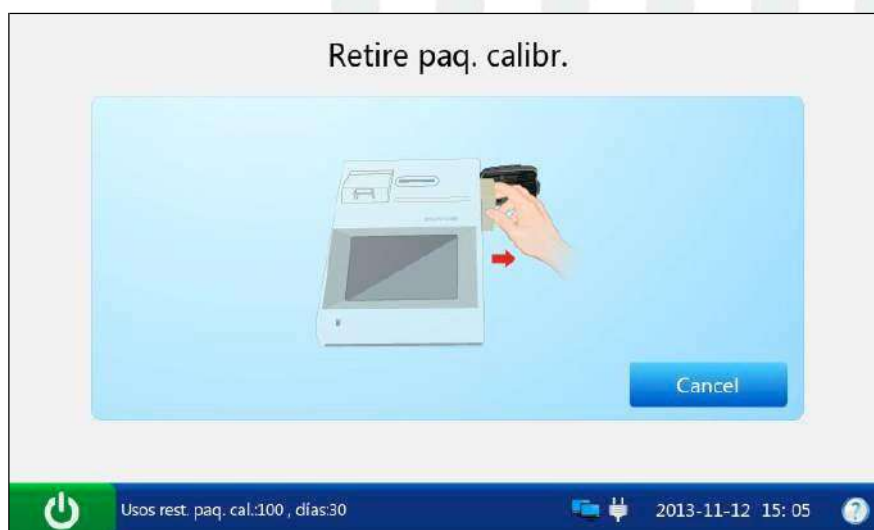 Retire paq. calibr.
Cancel
Usos rest. paq. cal.:100 , días:30
2013-11-12 15: 05
?